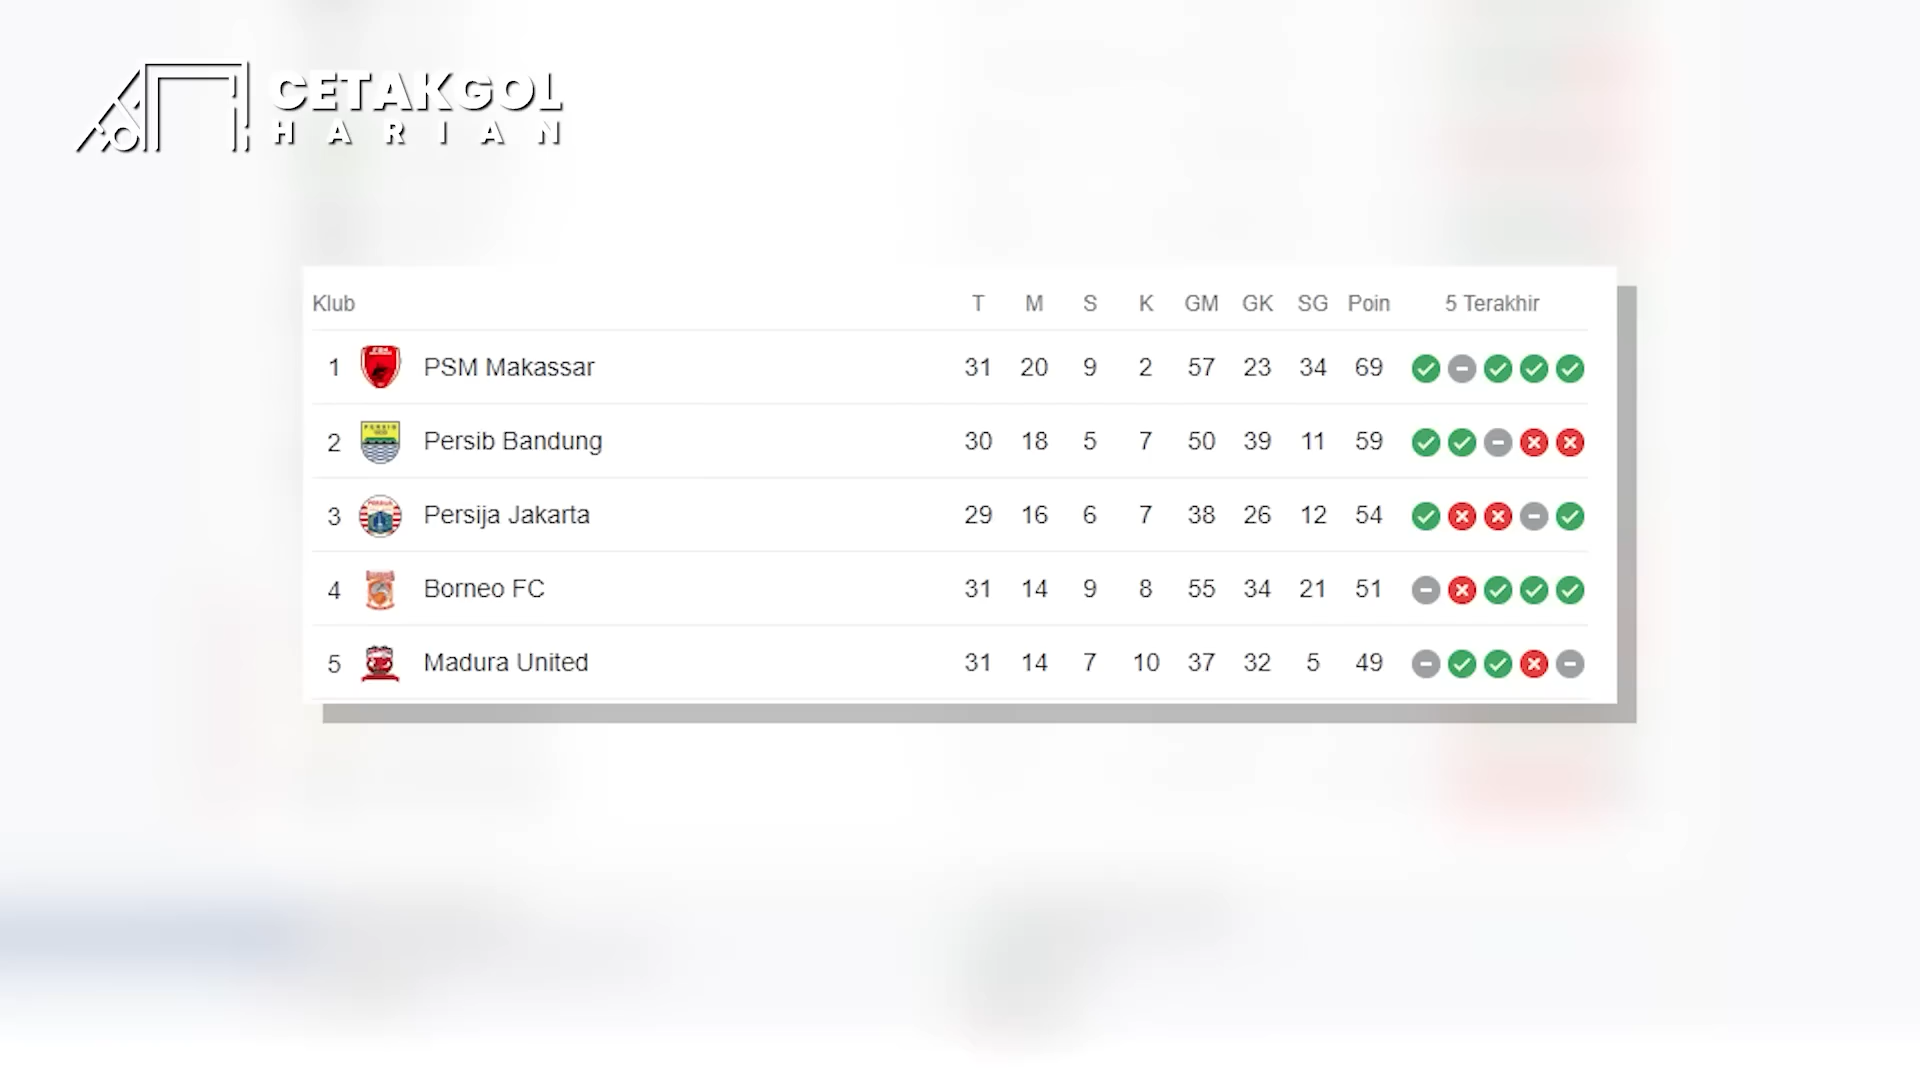 CETAKGOL
HARIAN
Klub T M S K GM GK SG Poin 5 Terakhir
1 PSM Makassar 31 20 9 2 57 23 34 69
2 Persib Bandung 30 18 5 7 50 39 11 59
3 Persija Jakarta 29 16 6 7 38 26 12 54
4 Borneo FC 31 14 9 8 55 34 21 51
5 Madura United 31 14 7 10 37 32 5 49